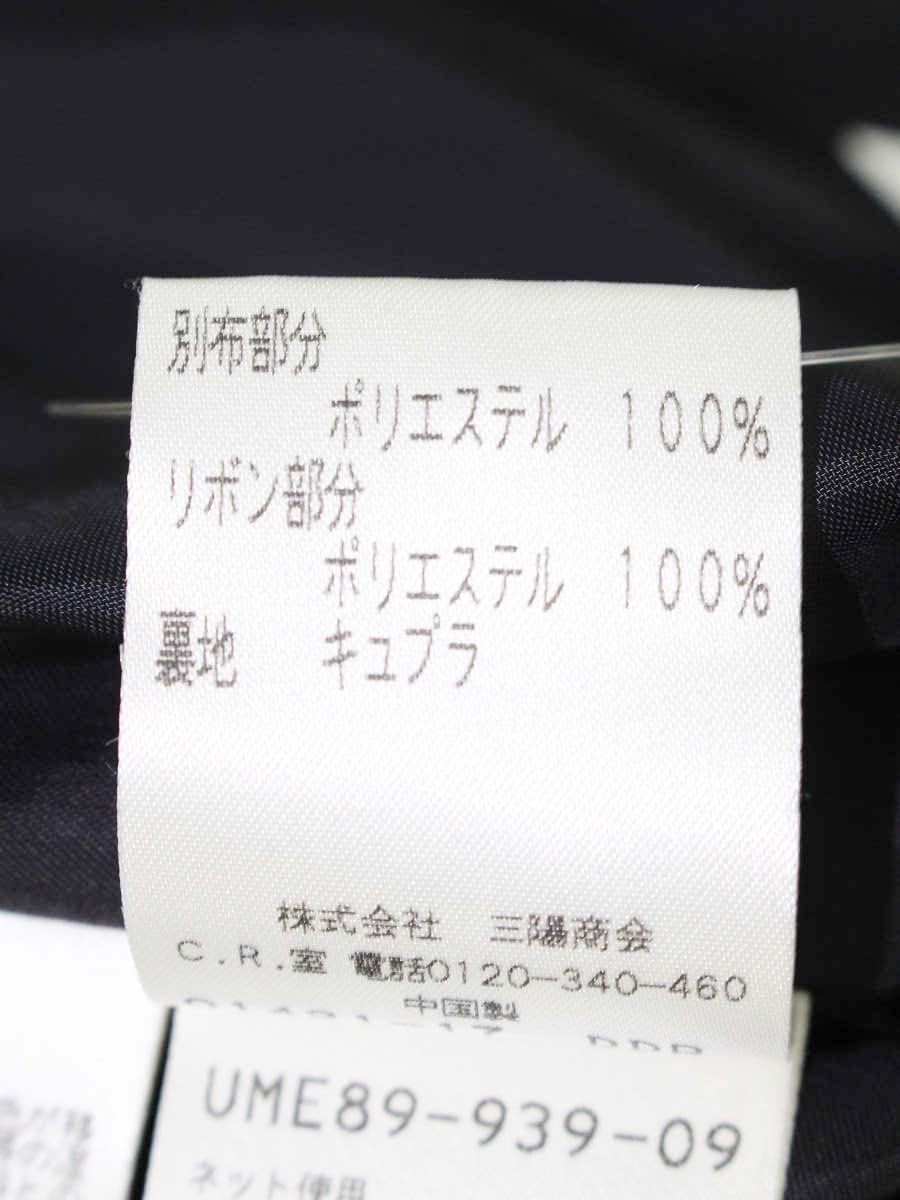 別布部分
ポリエステル 100%
リボン部分
ポリエステル 100%
裏地 キュプラ
株式会社 三陽商会
C.R.室 電話0120-340-460
中国製
UME89-939-09
ネット使用